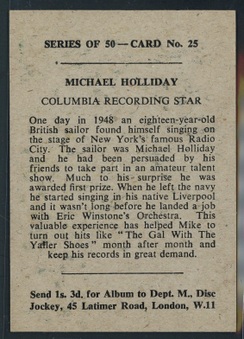 SERIES OF 50 — CARD No. 25
MICHAEL HOLLIDAY
COLUMBIA RECORDING STAR
One day in 1948 an eighteen-year-old
British sailor found himself singing on
the stage of New York's famous Radio
City. The sailor was Michael Holliday
and he had been persuaded by his
friends to take part in an amateur talent
show. Much to his surprise he was
awarded first prize. When he left the navy
he started singing in his native Liverpool
and it wasn't long before he landed a job
with Eric Winstone's Orchestra. This
valuable experience has helped Mike to
turn out hits like "The Gal With The
Yaller Shoes" month after month and
keep his records in great demand.
Send 1s. 3d, for Album to Dept. M., Disc
Jockey, 45 Latimer Road, London, W.11